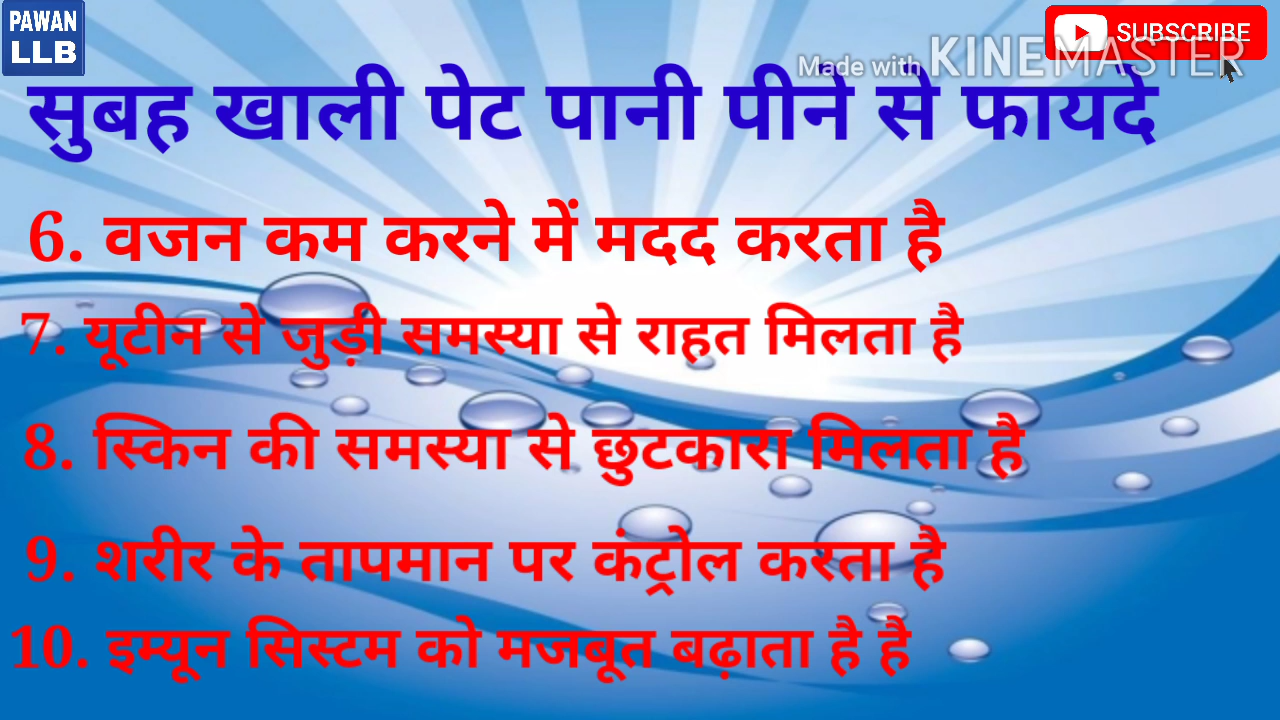 PAWAN
LLB
SUBSCRIBE
Made with KINEMASTER
सुबह खाली पेट पानी पीने से फायदे
6. वजन कम करने में मदद करता है
7. यूटीन से जुड़ी समस्या से राहत मिलता है
8. स्किन की समस्या से छुटकारा मिलता है
9. शरीर के तापमान पर कंट्रोल करता है
10. इम्यून सिस्टम को मजबूत बढ़ाता है है